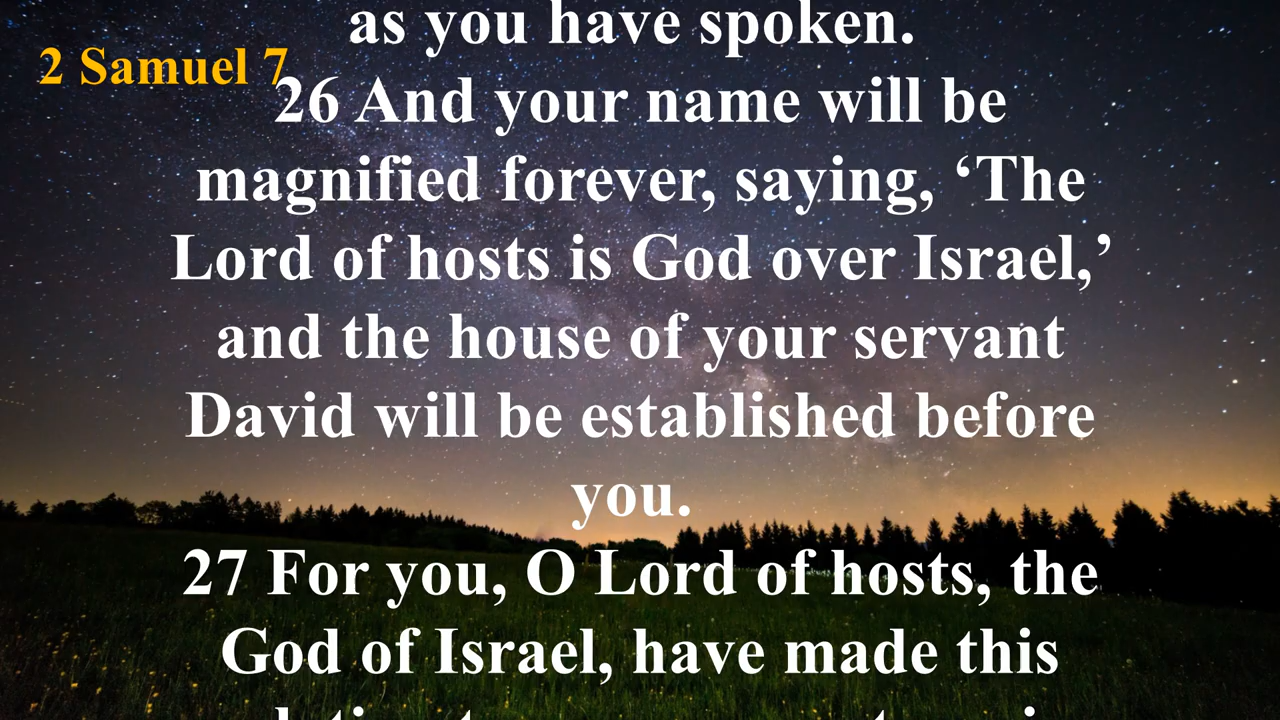 as you have spoken.
2 Samuel 7
26 And your name will be
magnified forever, saying, ‘The
Lord of hosts is God over Israel,’
and the house of your servant
David will be established before
you.
27 For you, O Lord of hosts, the
God of Israel, have made this